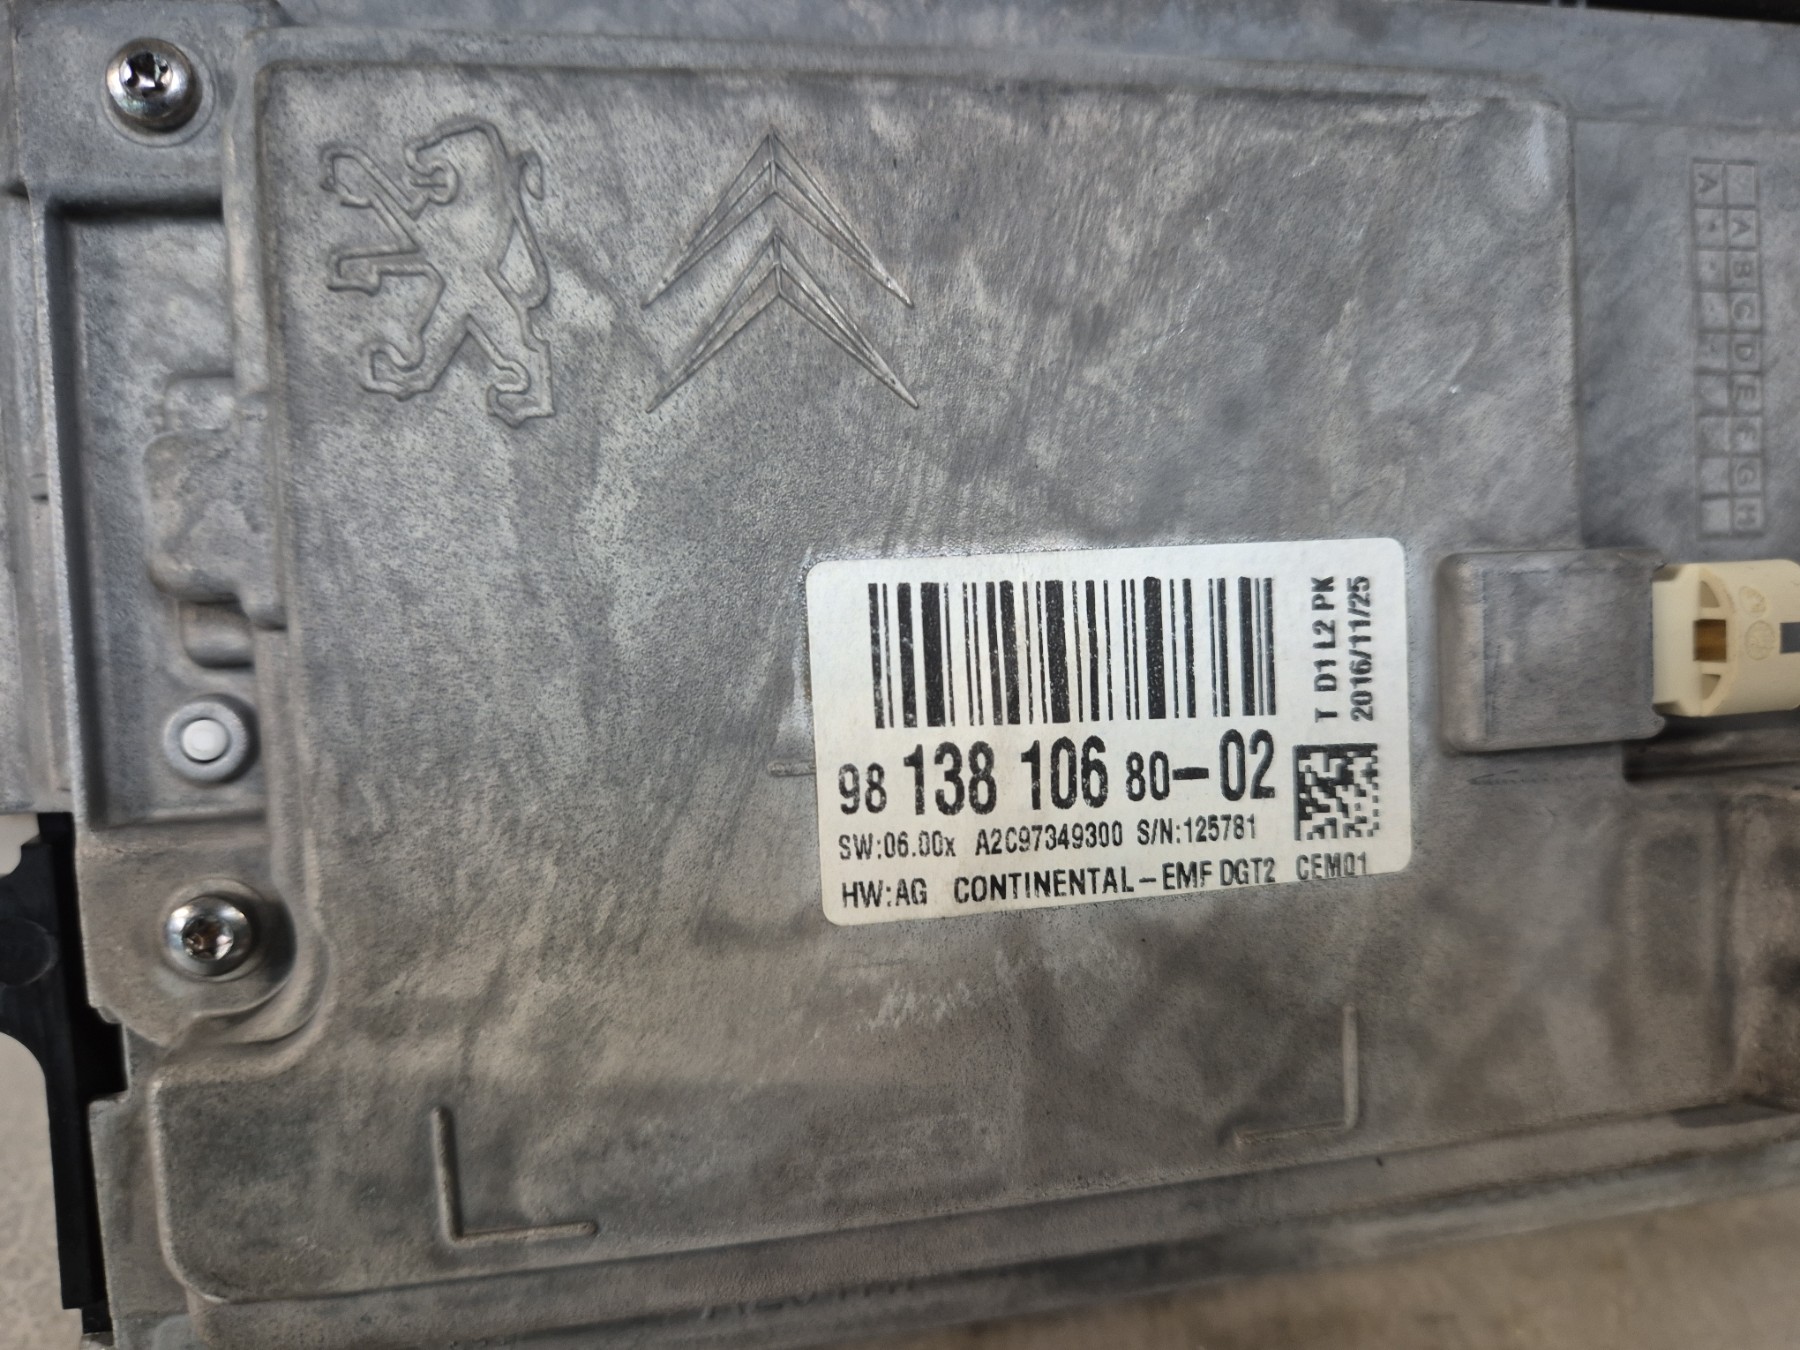 98 138 106 80-02
SW:06.00x A2C97349300 S/N:125781
HW:AG CONTINENTAL-EMF DGT2 CEM01
T D1 L2 PK
2016/11/25
A B C D E F G H
A